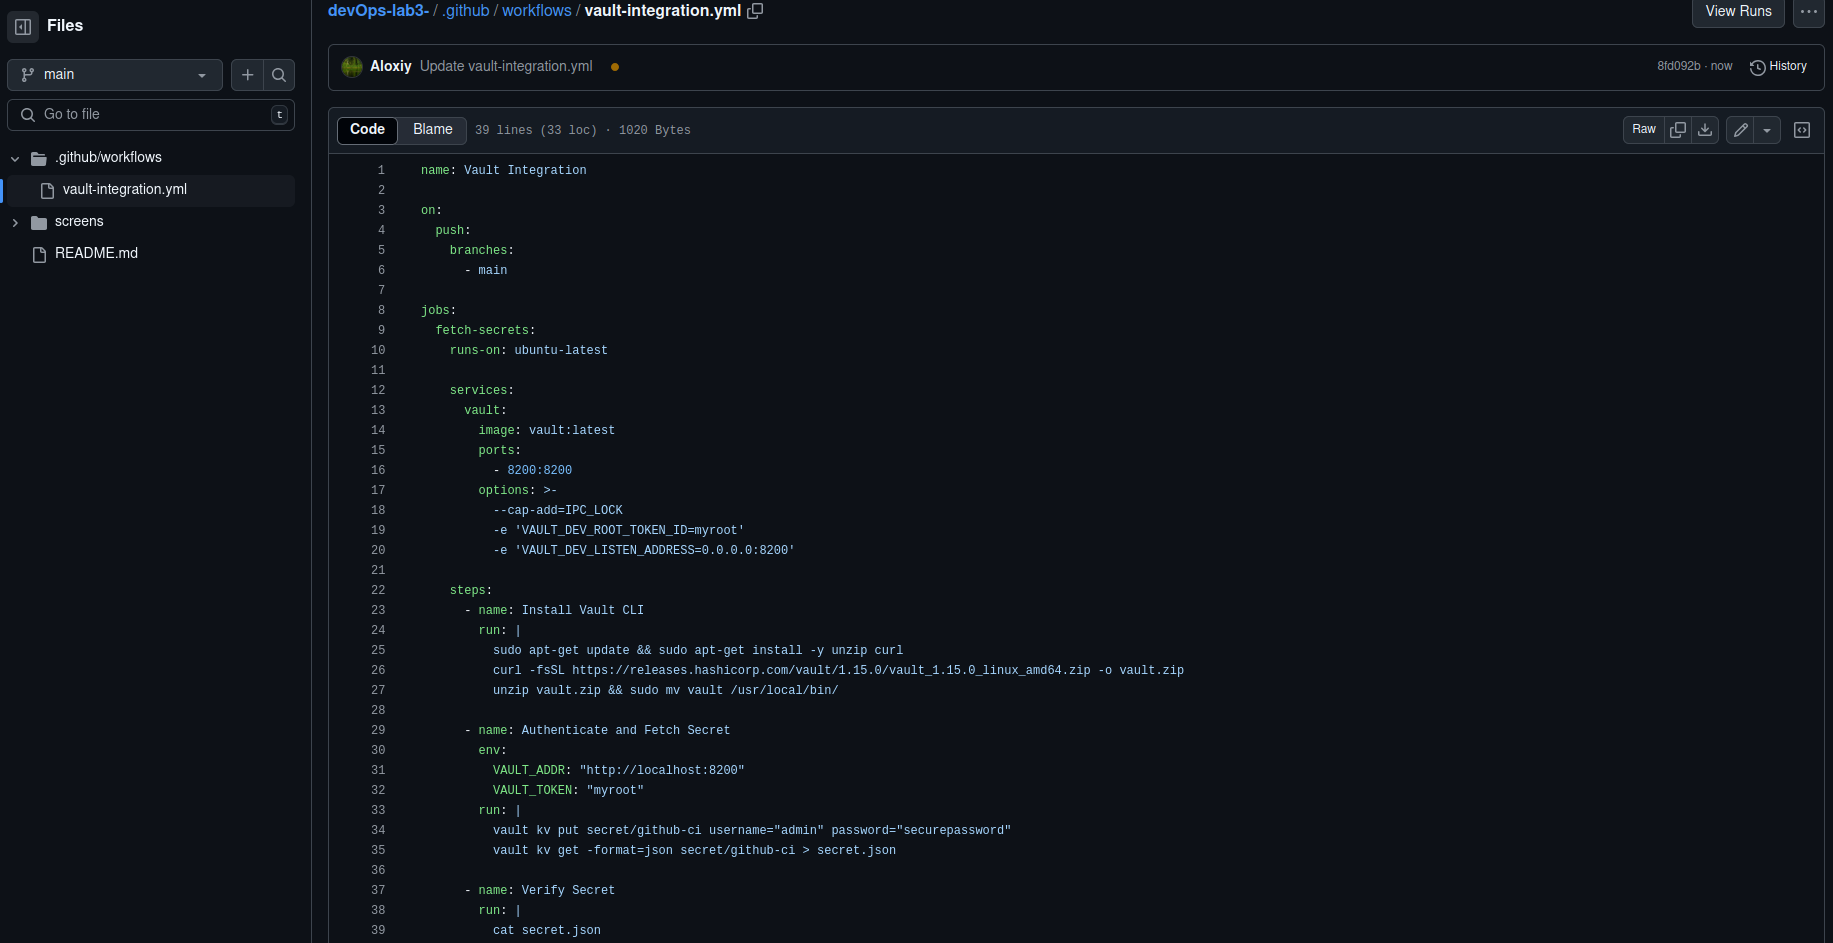 Files
main
Go to file
t
.github/workflows
vault-integration.yml
screens
README.md
devOps-lab3- / .github / workflows / vault-integration.yml
View Runs
Aloxiy Update vault-integration.yml
8fd092b · now
History
Code Blame 39 lines (33 loc) · 1020 Bytes
Raw
1 name: Vault Integration
2
3 on:
4 push:
5 branches:
6 - main
7
8 jobs:
9 fetch-secrets:
10 runs-on: ubuntu-latest
11
12 services:
13 vault:
14 image: vault:latest
15 ports:
16 - 8200:8200
17 options: >-
18 --cap-add=IPC_LOCK
19 -e 'VAULT_DEV_ROOT_TOKEN_ID=myroot'
20 -e 'VAULT_DEV_LISTEN_ADDRESS=0.0.0.0:8200'
21
22 steps:
23 - name: Install Vault CLI
24 run: |
25 sudo apt-get update && sudo apt-get install -y unzip curl
26 curl -fsSL https://releases.hashicorp.com/vault/1.15.0/vault_1.15.0_linux_amd64.zip -o vault.zip
27 unzip vault.zip && sudo mv vault /usr/local/bin/
28
29 - name: Authenticate and Fetch Secret
30 env:
31 VAULT_ADDR: "http://localhost:8200"
32 VAULT_TOKEN: "myroot"
33 run: |
34 vault kv put secret/github-ci username="admin" password="securepassword"
35 vault kv get -format=json secret/github-ci > secret.json
36
37 - name: Verify Secret
38 run: |
39 cat secret.json